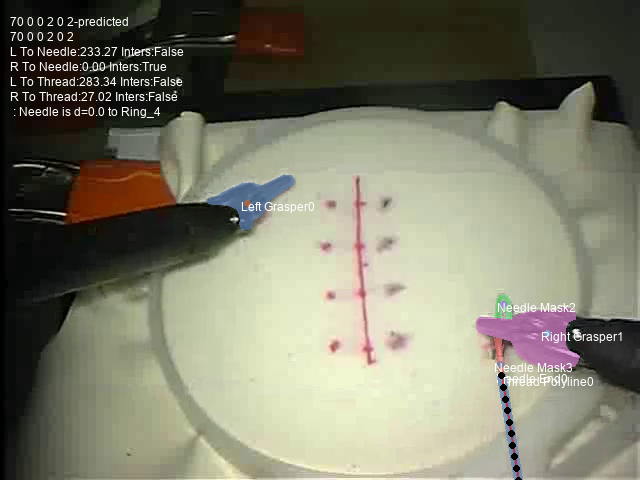 70 0 0 2 0 2-predicted
70 0 0 2 0 2
L To Needle:233.27 Inters:False
R To Needle:0.00 Inters:True
L To Thread:283.34 Inters:False
R To Thread:27.02 Inters:False
: Needle is d=0.0 to Ring_4
Left Grasper0
Needle Mask2
Right Grasper1
Needle Mask3
Thread Polyline0